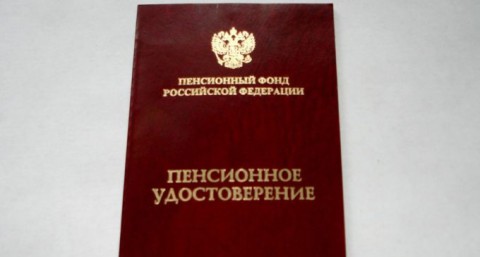 ПЕНСИОННЫЙ ФОНД
РОССИЙСКОЙ ФЕДЕРАЦИИ
ПЕНСИОННОЕ
УДОСТОВЕРЕНИЕ